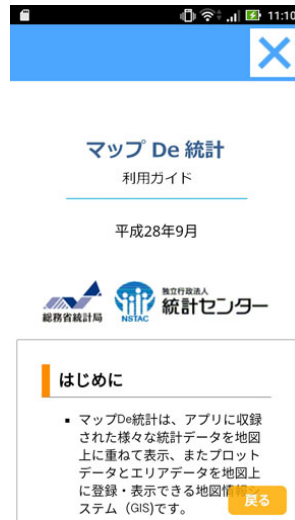 11:10
マップ De 統計
利用ガイド
平成28年9月
総務省統計局
NSTAC
独立行政法人
統計センター
はじめに
▪ マップDe統計は、アプリに収録
された様々な統計データを地図
上に重ねて表示、またプロット
データとエリアデータを地図上
に登録・表示できる地図情報シ
ステム（GIS)です。
戻る